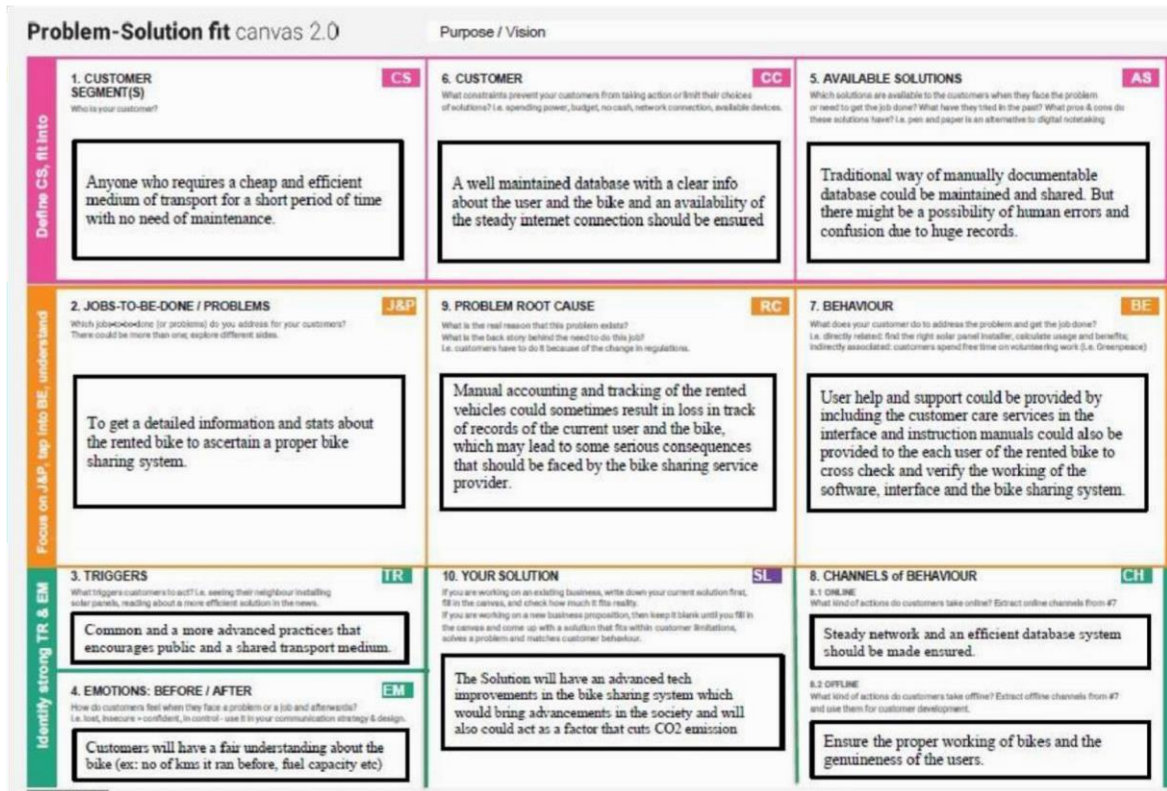 Problem-Solution fit canvas 2.0
Purpose / Vision
Define CS, fit into
1. CUSTOMER
SEGMENT(S)
CS
Who is your customer?
Anyone who requires a cheap and efficient
medium of transport for a short period of time
with no need of maintenance.
6. CUSTOMER
CC
What constraints prevent your customers from taking action or limit their choices
of solutions? i.e. spending power, budget, no cash, network connection, available devices.
A well maintained database with a clear info
about the user and the bike and an availability of
the steady internet connection should be ensured
5. AVAILABLE SOLUTIONS
AS
Which solutions are available to the customers when they face the problem
or need to get the job done? What have they tried in the past? What pros & cons do
these solutions have? i.e. pen and paper is an alternative to digital notetaking
Traditional way of manually documentable
database could be maintained and shared. But
there might be a possibility of human errors and
confusion due to huge records.
Focus on J&P, tap into BE, understand
2. JOBS-TO-BE-DONE / PROBLEMS
J&P
Which jobs-to-be-done (or problems) do you address for your customers?
There could be more than one; explore different sides.
To get a detailed information and stats about
the rented bike to ascertain a proper bike
sharing system.
9. PROBLEM ROOT CAUSE
RC
What is the real reason that this problem exists?
What is the back story behind the need to do this job?
i.e. customers have to do it because of the change in regulations.
Manual accounting and tracking of the rented
vehicles could sometimes result in loss in track
of records of the current user and the bike,
which may lead to some serious consequences
that should be faced by the bike sharing service
provider.
7. BEHAVIOUR
BE
What does your customer do to address the problem and get the job done?
i.e. directly related: find the right solar panel installer, calculate usage and benefits;
indirectly associated: customers spend free time on volunteering work (i.e. Greenpeace)
User help and support could be provided by
including the customer care services in the
interface and instruction manuals could also be
provided to the each user of the rented bike to
cross check and verify the working of the
software, interface and the bike sharing system.
Identify strong TR & EM
3. TRIGGERS
TR
What triggers customers to act? i.e. seeing their neighbour installing
solar panels, reading about a more efficient solution in the news.
Common and a more advanced practices that
encourages public and a shared transport medium.
4. EMOTIONS: BEFORE / AFTER
EM
How do customers feel when they face a problem or a job and afterwards?
i.e. lost, insecure > confident, in control - use it in your communication strategy & design.
Customers will have a fair understanding about the
bike (ex: no of kms it ran before, fuel capacity etc)
10. YOUR SOLUTION
SL
If you are working on an existing business, write down your current solution first,
fill in the canvas, and check how much it fits reality.
If you are working on a new business proposition, then keep it blank until you fill in
the canvas and come up with a solution that fits within customer limitations,
solves a problem and matches customer behaviour.
The Solution will have an advanced tech
improvements in the bike sharing system which
would bring advancements in the society and will
also could act as a factor that cuts CO2 emission
8. CHANNELS of BEHAVIOUR
CH
8.1 ONLINE
What kind of actions do customers take online? Extract online channels from #7
Steady network and an efficient database system
should be made ensured.
8.2 OFFLINE
What kind of actions do customers take offline? Extract offline channels from #7
and use them for customer development.
Ensure the proper working of bikes and the
genuineness of the users.